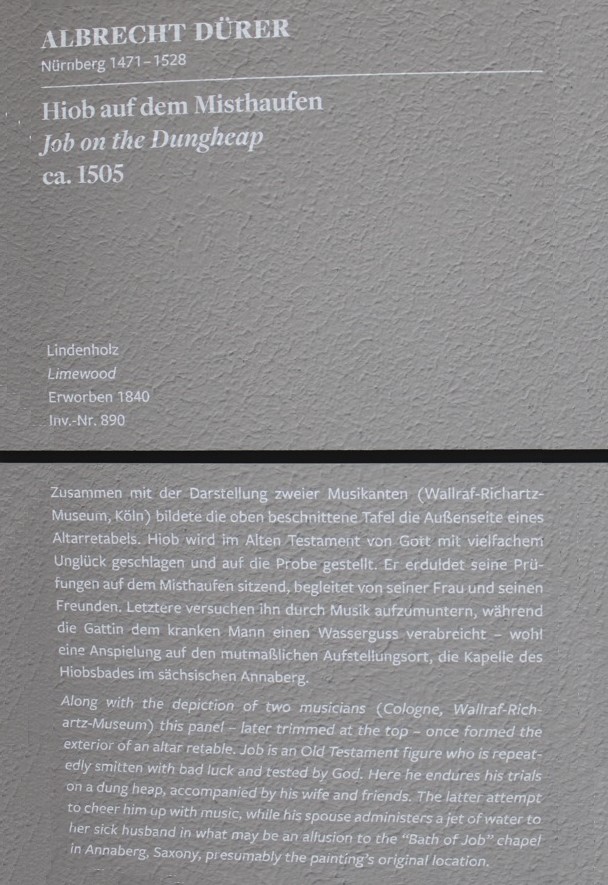 ALBRECHT DÜRER
Nürnberg 1471–1528
Hiob auf dem Misthaufen
Job on the Dungheap
ca. 1505
Lindenholz
Limewood
Erworben 1840
Inv.-Nr. 890
Zusammen mit der Darstellung zweier Musikanten (Wallraf-Richartz-
Museum, Köln) bildete die oben beschnittene Tafel die Außenseite eines
Altarretabels. Hiob wird im Alten Testament von Gott mit vielfachem
Unglück geschlagen und auf die Probe gestellt. Er erduldet seine Prü-
fungen auf dem Misthaufen sitzend, begleitet von seiner Frau und seinen
Freunden. Letztere versuchen ihn durch Musik aufzumuntern, während
die Gattin dem kranken Mann einen Wasserguss verabreicht – wohl
eine Anspielung auf den mutmaßlichen Aufstellungsort, die Kapelle des
Hiobsbades im sächsischen Annaberg.
Along with the depiction of two musicians (Cologne, Wallraf-Rich-
artz-Museum) this panel – later trimmed at the top – once formed the
exterior of an altar retable. Job is an Old Testament figure who is repeat-
edly smitten with bad luck and tested by God. Here he endures his trials
on a dung heap, accompanied by his wife and friends. The latter attempt
to cheer him up with music, while his spouse administers a jet of water to
her sick husband in what may be an allusion to the “Bath of Job” chapel
in Annaberg, Saxony, presumably the painting's original location.